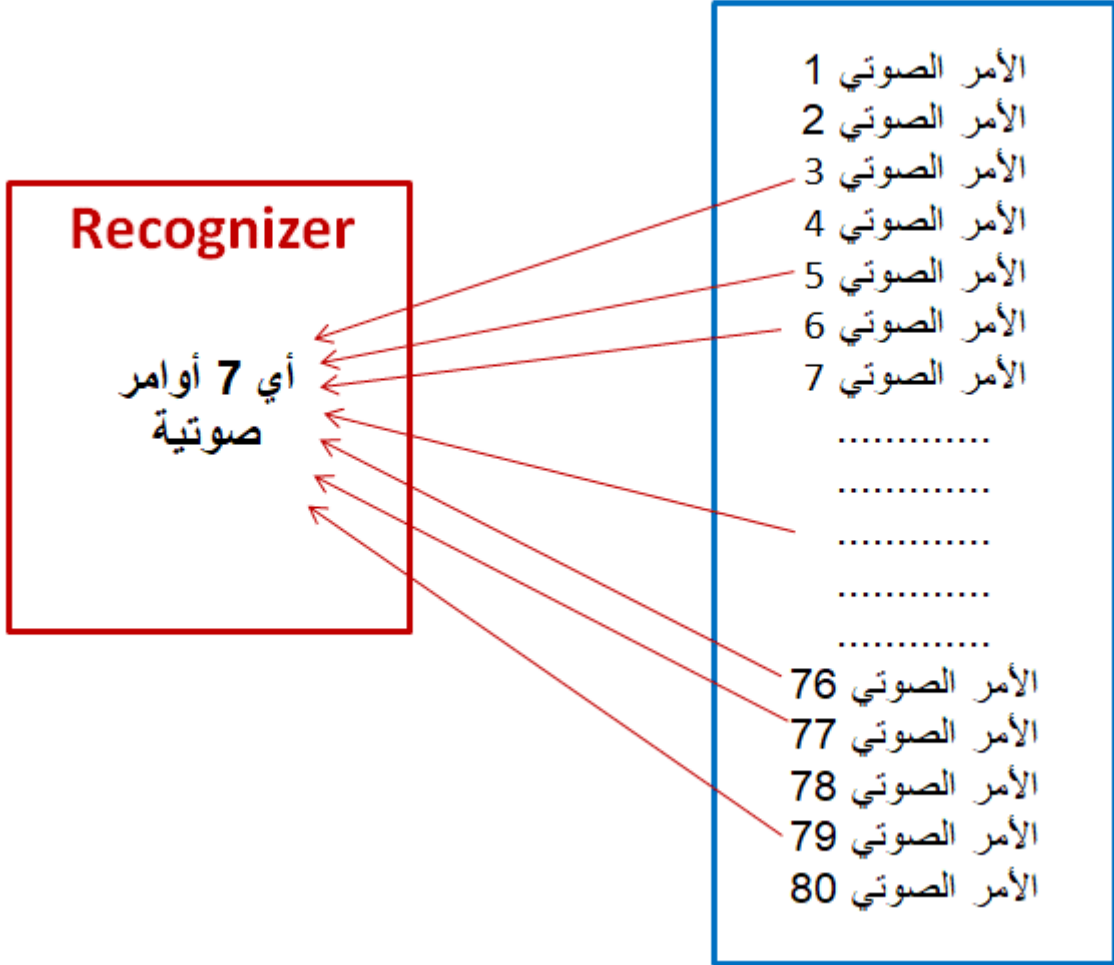 Recognizer
أي 7 أوامر
صوتية
الأمر الصوتي 1
الأمر الصوتي 2
الأمر الصوتي 3
الأمر الصوتي 4
الأمر الصوتي 5
الأمر الصوتي 6
الأمر الصوتي 7
.............
.............
.............
.............
.............
الأمر الصوتي 76
الأمر الصوتي 77
الأمر الصوتي 78
الأمر الصوتي 79
الأمر الصوتي 80